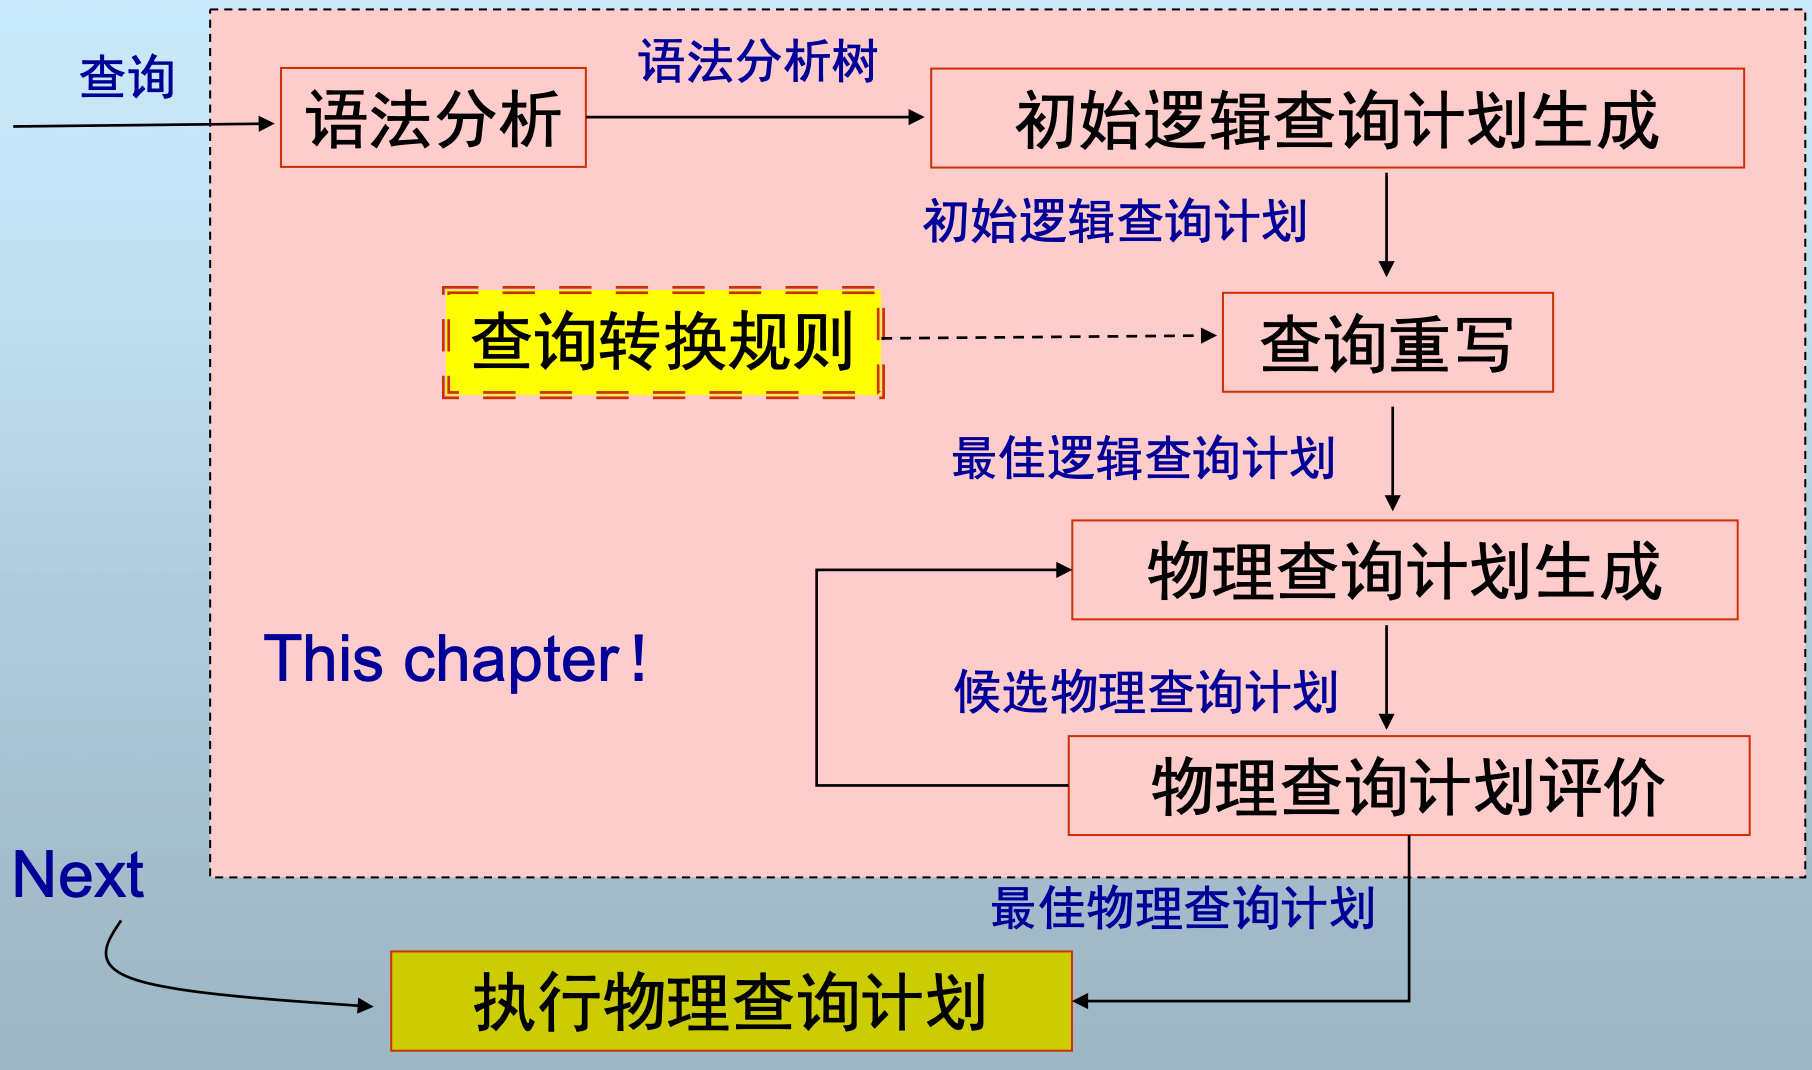 查询
语法分析
语法分析树
初始逻辑查询计划生成
初始逻辑查询计划
查询转换规则
查询重写
最佳逻辑查询计划
物理查询计划生成
This chapter！
候选物理查询计划
物理查询计划评价
Next
最佳物理查询计划
执行物理查询计划